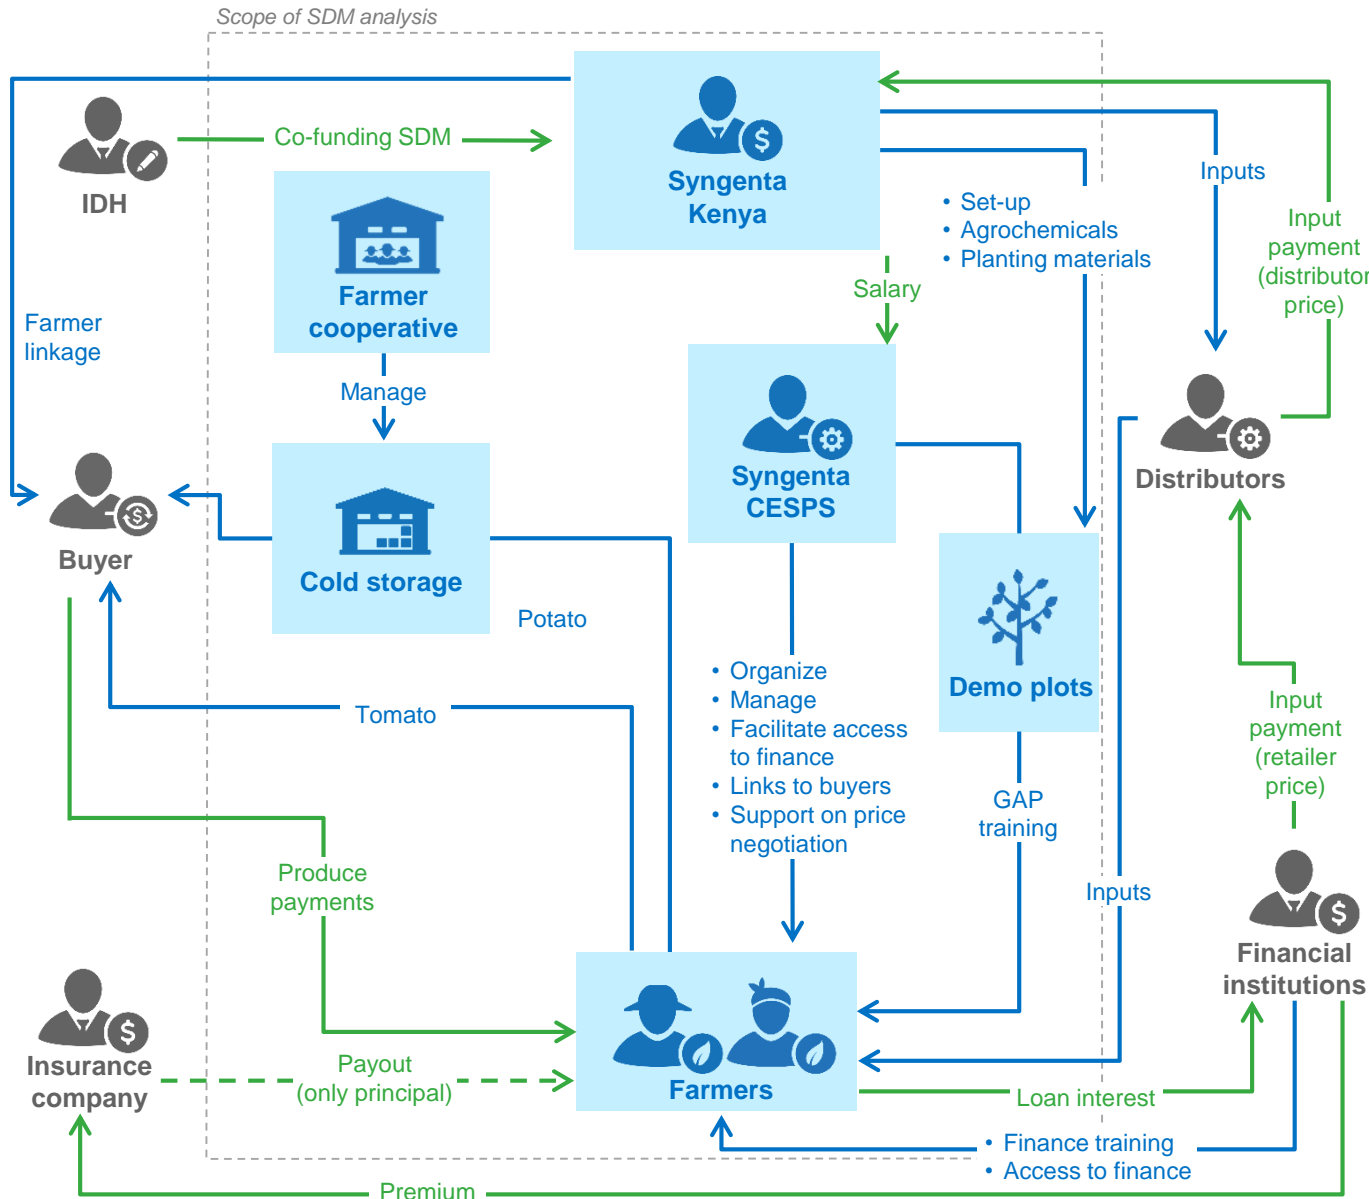 Scope of SDM analysis
Co-funding SDM
IDH
Syngenta
Kenya
Inputs
• Set-up
• Agrochemicals
• Planting materials
Input
payment
(distributor
price)
Farmer
cooperative
Salary
Farmer
linkage
Manage
Syngenta
CESPS
Distributors
Buyer
Cold storage
Potato
• Organize
• Manage
• Facilitate access
to finance
• Links to buyers
• Support on price
negotiation
Demo plots
Tomato
Input
payment
(retailer
price)
GAP
training
Produce
payments
Inputs
Financial
institutions
Insurance
company
Payout
(only principal)
Farmers
Loan interest
• Finance training
• Access to finance
Premium